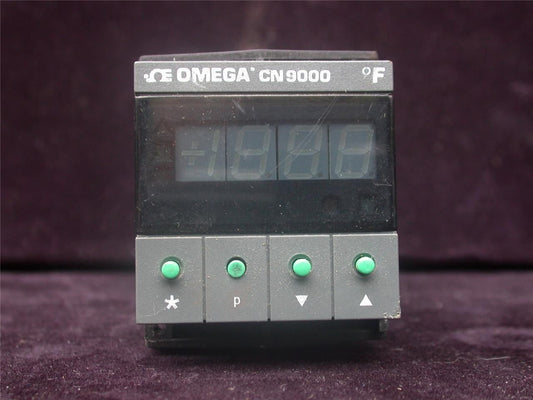 OMEGA® CN9000 °F
* p ▼ ▲